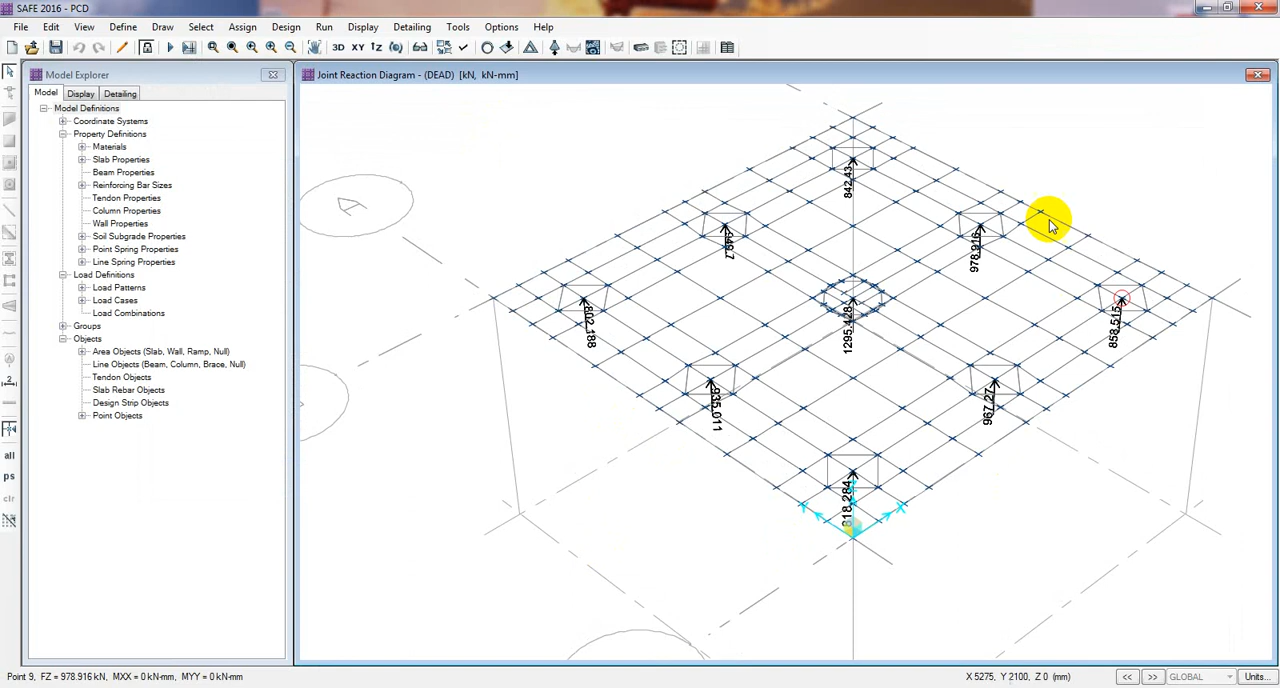 SAFE 2016 - PCD
File Edit View Define Draw Select Assign Design Run Display Detailing Tools Options Help
3D XY
Model Explorer
Model Display Detailing
Model Definitions
Coordinate Systems
Property Definitions
Materials
Slab Properties
Beam Properties
Reinforcing Bar Sizes
Tendon Properties
Column Properties
Wall Properties
Soil Subgrade Properties
Point Spring Properties
Line Spring Properties
Load Definitions
Load Patterns
Load Cases
Load Combinations
Groups
Objects
Area Objects (Slab, Wall, Ramp, Null)
Line Objects (Beam, Column, Brace, Null)
Tendon Objects
Slab Rebar Objects
Design Strip Objects
Point Objects
all
ps
clr
Joint Reaction Diagram - (DEAD) [kN, kN-mm]
A
842.43
978.916
802.188
1295.428
858.515
935.011
967.27
818.284
Y X
Point 9, FZ = 978.916 kN, MXX = 0 kN-mm, MYY = 0 kN-mm
X 5275, Y 2100, Z 0 (mm)
<< >> GLOBAL Units...